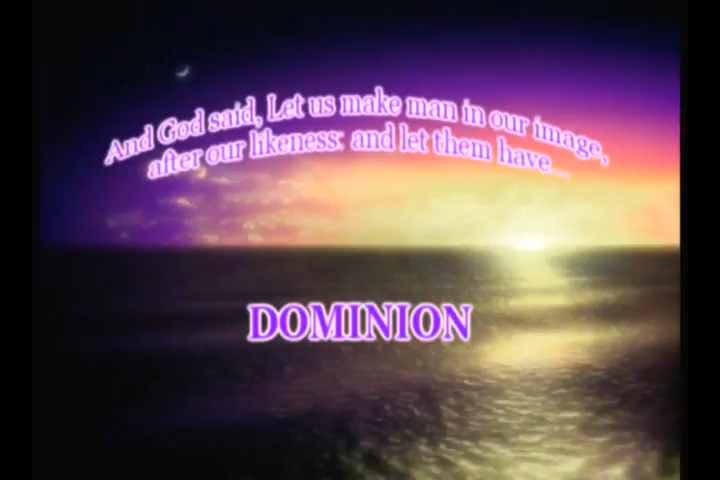 And God said, Let us make man in our image,
after our likeness: and let them have...
DOMINION